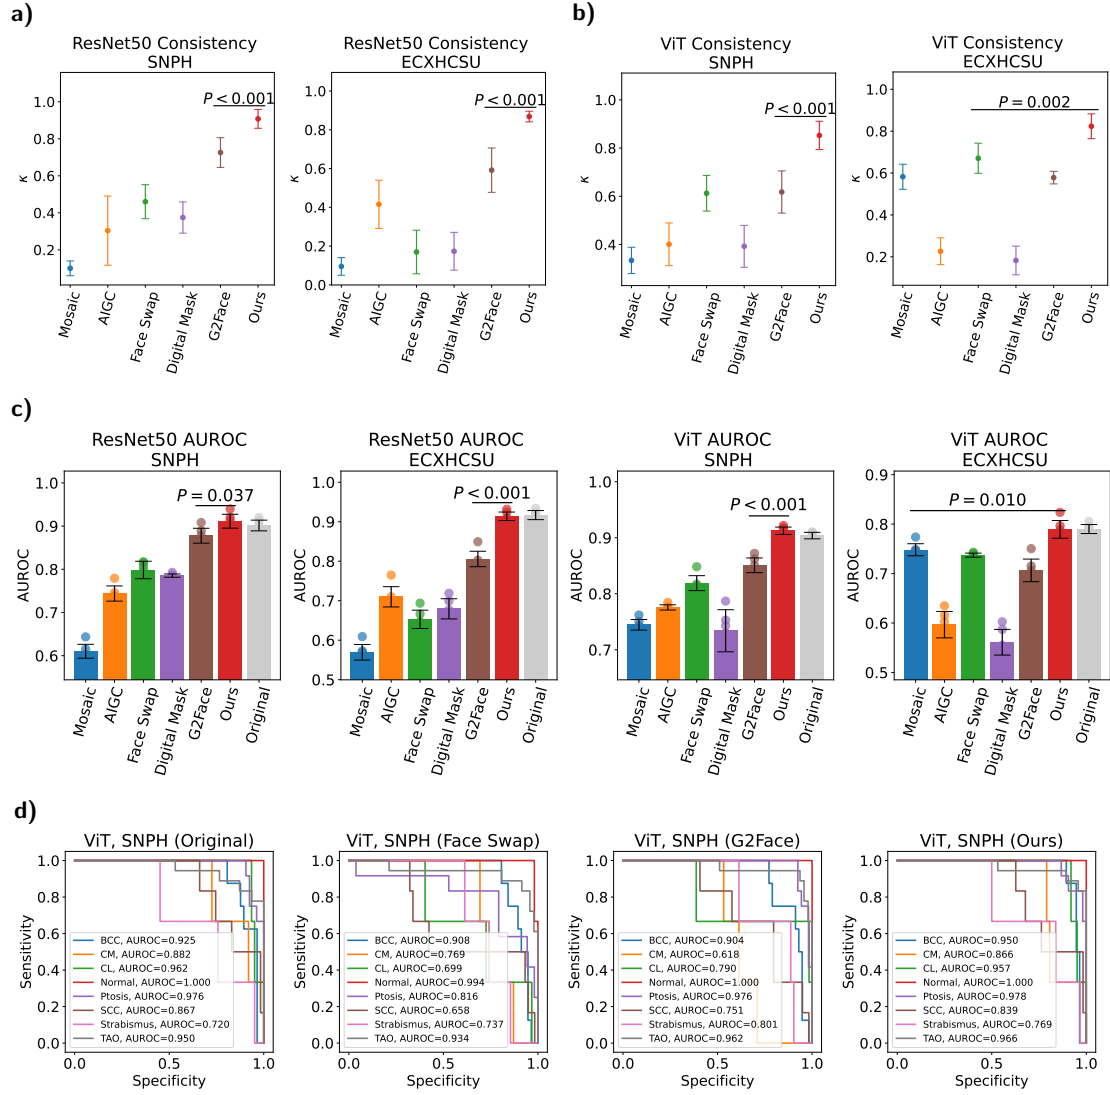 a)
ResNet50 Consistency
SNPH
P < 0.001
κ
1.0
0.8
0.6
0.4
0.2
Mosaic
AIGC
Face Swap
Digital Mask
G2Face
Ours
ResNet50 Consistency
ECXHCSU
P < 0.001
1.0
0.8
0.6
0.4
0.2
0.0
Mosaic
AIGC
Face Swap
Digital Mask
G2Face
Ours
b)
ViT Consistency
SNPH
P < 0.001
κ
1.0
0.8
0.6
0.4
Mosaic
AIGC
Face Swap
Digital Mask
G2Face
Ours
ViT Consistency
ECXHCSU
P = 0.002
1.0
0.8
0.6
0.4
0.2
Mosaic
AIGC
Face Swap
Digital Mask
G2Face
Ours
c)
ResNet50 AUROC
SNPH
P = 0.037
AUROC
1.0
0.9
0.8
0.7
0.6
Mosaic
AIGC
Face Swap
Digital Mask
G2Face
Ours
Original
ResNet50 AUROC
ECXHCSU
P < 0.001
AUROC
1.0
0.9
0.8
0.7
0.6
0.5
Mosaic
AIGC
Face Swap
Digital Mask
G2Face
Ours
Original
ViT AUROC
SNPH
P < 0.001
AUROC
1.0
0.9
0.8
0.7
Mosaic
AIGC
Face Swap
Digital Mask
G2Face
Ours
Original
ViT AUROC
ECXHCSU
P = 0.010
AUROC
0.9
0.8
0.7
0.6
0.5
Mosaic
AIGC
Face Swap
Digital Mask
G2Face
Ours
Original
d)
ViT, SNPH (Original)
Sensitivity
1.0
0.8
0.6
0.4
0.2
0.0
BCC, AUROC=0.925
CM, AUROC=0.882
CL, AUROC=0.962
Normal, AUROC=1.000
Ptosis, AUROC=0.976
SCC, AUROC=0.867
Strabismus, AUROC=0.720
TAO, AUROC=0.950
0.0
0.5
1.0
Specificity
ViT, SNPH (Face Swap)
Sensitivity
1.0
0.8
0.6
0.4
0.2
0.0
BCC, AUROC=0.908
CM, AUROC=0.769
CL, AUROC=0.699
Normal, AUROC=0.994
Ptosis, AUROC=0.816
SCC, AUROC=0.658
Strabismus, AUROC=0.737
TAO, AUROC=0.934
0.0
0.5
1.0
Specificity
ViT, SNPH (G2Face)
Sensitivity
1.0
0.8
0.6
0.4
0.2
0.0
BCC, AUROC=0.904
CM, AUROC=0.618
CL, AUROC=0.790
Normal, AUROC=1.000
Ptosis, AUROC=0.976
SCC, AUROC=0.751
Strabismus, AUROC=0.801
TAO, AUROC=0.962
0.0
0.5
1.0
Specificity
ViT, SNPH (Ours)
Sensitivity
1.0
0.8
0.6
0.4
0.2
0.0
BCC, AUROC=0.950
CM, AUROC=0.866
CL, AUROC=0.957
Normal, AUROC=1.000
Ptosis, AUROC=0.978
SCC, AUROC=0.839
Strabismus, AUROC=0.769
TAO, AUROC=0.966
0.0
0.5
1.0
Specificity